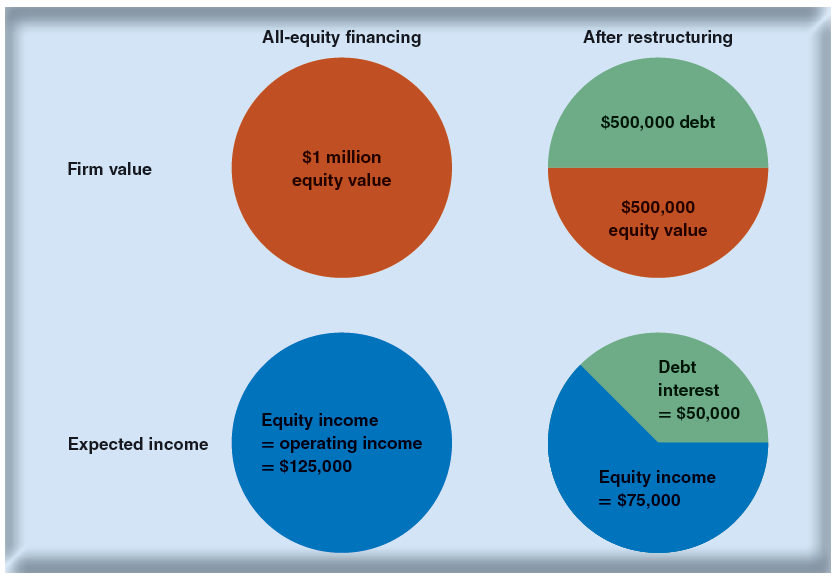 All-equity financing
After restructuring
Firm value
$1 million
equity value
$500,000 debt
$500,000
equity value
Expected income
Equity income
= operating income
= $125,000
Debt
interest
= $50,000
Equity income
= $75,000